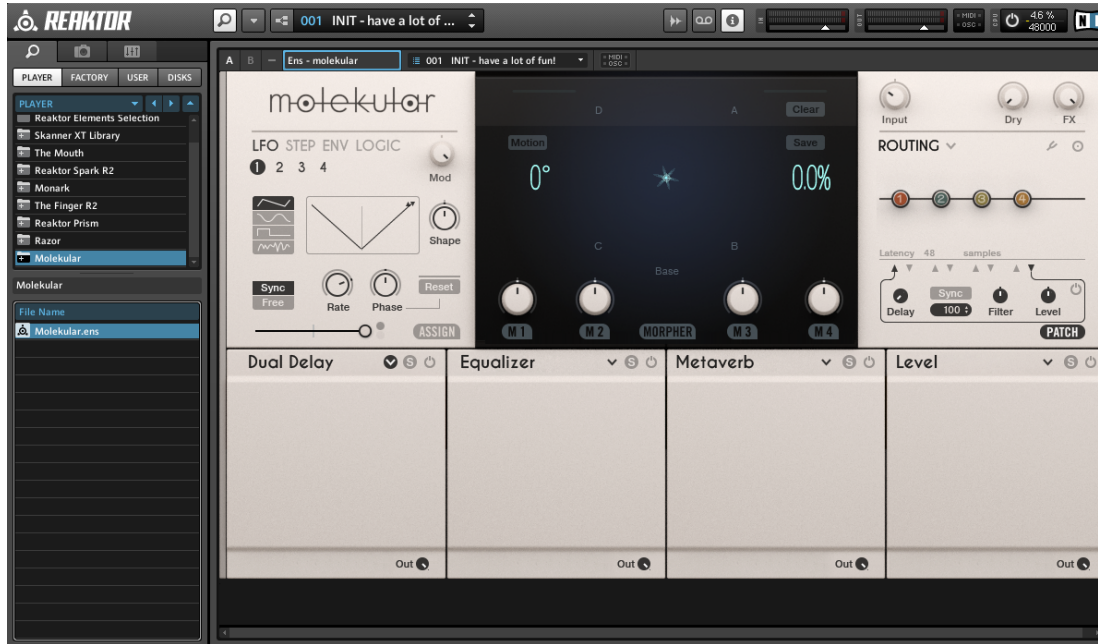 REAKTOR
001 INIT - have a lot of ...
IN
OUT
MIDI
OSC
CPU
4.6 %
48000
N
PLAYER FACTORY USER DISKS
A B Ens - molekular 001 INIT - have a lot of fun! MIDI
OSC
PLAYER
Reaktor Elements Selection
Skanner XT Library
The Mouth
Reaktor Spark R2
Monark
The Finger R2
Reaktor Prism
Razor
Molekular
Molekular
File Name
Molekular.ens
molekular
LFO STEP ENV LOGIC
1 2 3 4
Mod
Shape
Sync
Free
Rate
Phase
Reset
ASSIGN
D
A
Clear
Motion
Save
0°
0.0%
C
B
Base
M 1
M 2
MORPHER
M 3
M 4
Input
Dry
FX
ROUTING
1 2 3 4
Latency 48 samples
Delay
Sync
100
Filter
Level
PATCH
Dual Delay S
Equalizer S
Metaverb S
Level S
Out
Out
Out
Out